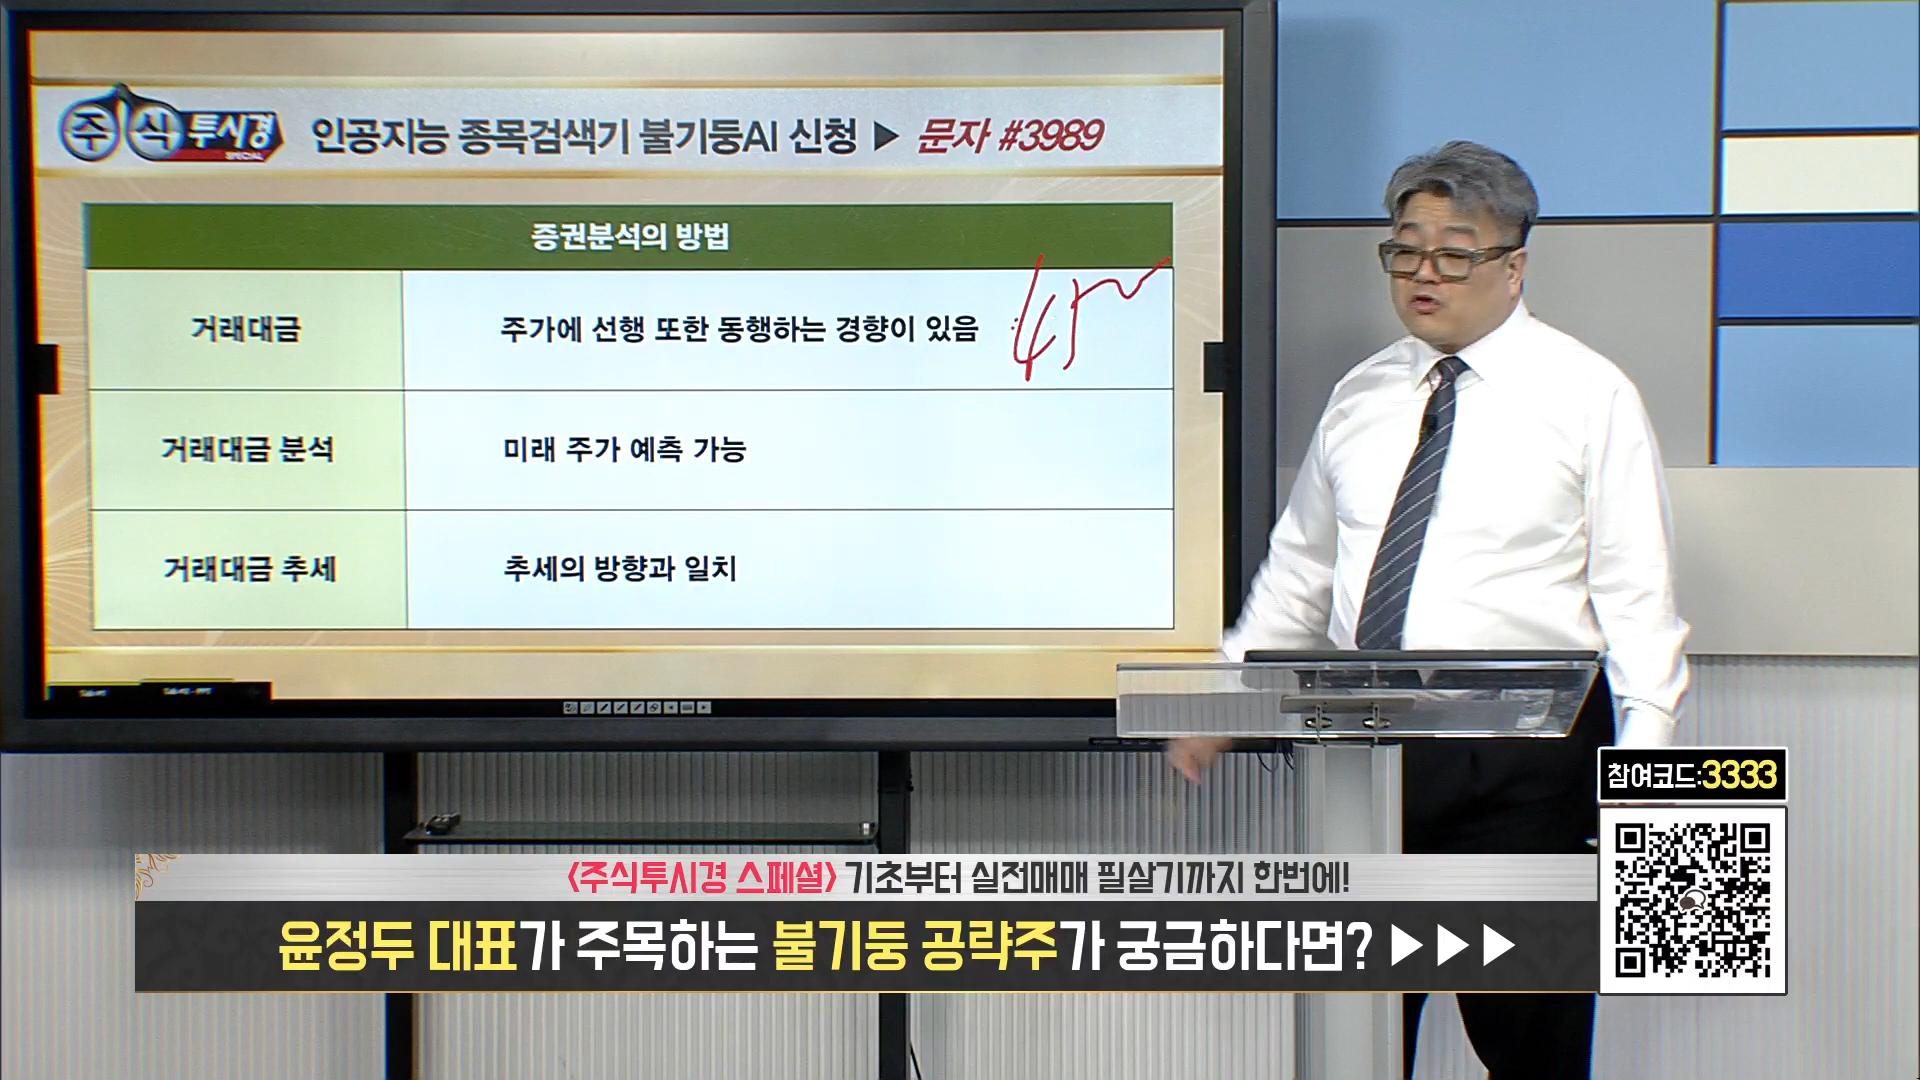 주식투시경
SPECIAL
인공지능 종목검색기 불기둥AI 신청 ▶ 문자 #3989
증권분석의 방법
거래대금
주가에 선행 또한 동행하는 경향이 있음
거래대금 분석
미래 주가 예측 가능
거래대금 추세
추세의 방향과 일치
참여코드:3333
<주식투시경 스페셜> 기초부터 실전매매 필살기까지 한번에!
윤정두 대표가 주목하는 불기둥 공략주가 궁금하다면? ▶▶▶